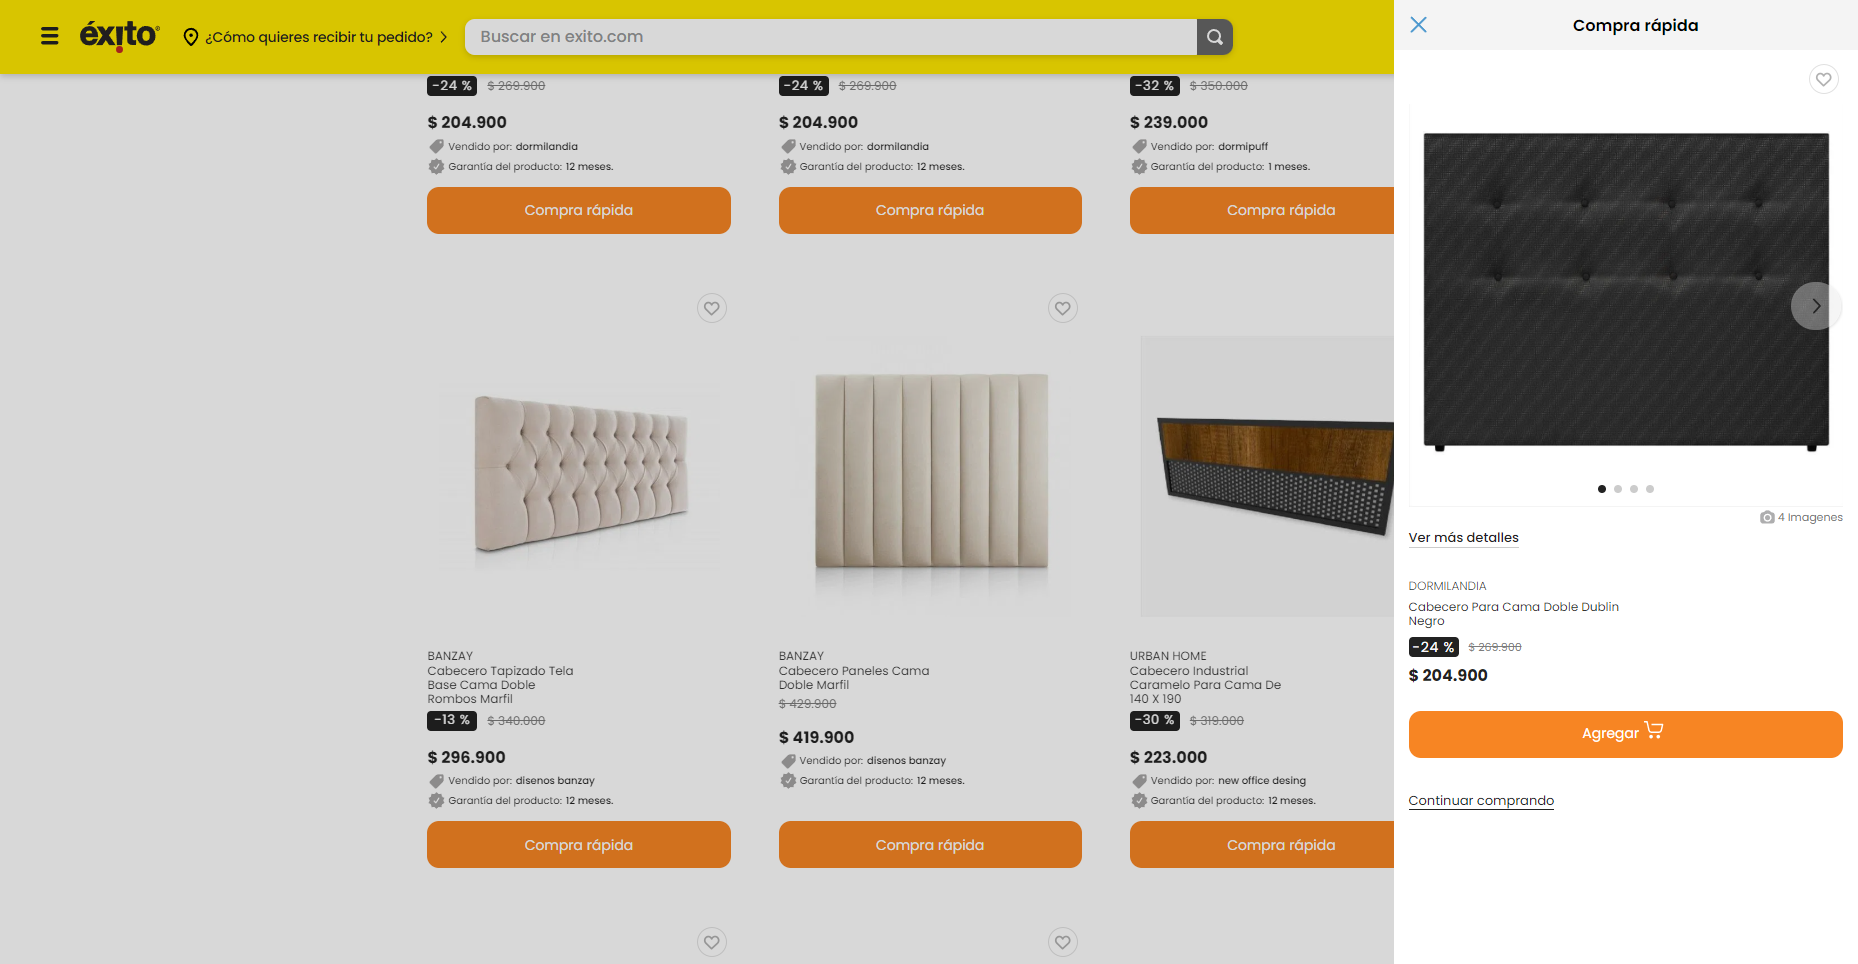 éxito
¿Cómo quieres recibir tu pedido?
Buscar en exito.com
-24 % $ 269.900
$ 204.900
Vendido por: dormilandia
Garantía del producto: 12 meses.
Compra rápida
-24 % $ 269.900
$ 204.900
Vendido por: dormilandia
Garantía del producto: 12 meses.
Compra rápida
-32 % $ 350.000
$ 239.000
Vendido por: dormipuff
Garantía del producto: 1 meses.
Compra rápida
BANZAY
Cabecero Tapizado Tela
Base Cama Doble
Rombos Marfil
-13 % $ 340.000
$ 296.900
Vendido por: disenos banzay
Garantía del producto: 12 meses.
Compra rápida
BANZAY
Cabecero Paneles Cama
Doble Marfil
$ 429.900
$ 419.900
Vendido por: disenos banzay
Garantía del producto: 12 meses.
Compra rápida
URBAN HOME
Cabecero Industrial
Caramelo Para Cama De
140 X 190
-30 % $ 319.000
$ 223.000
Vendido por: new office desing
Garantía del producto: 12 meses.
Compra rápida
Compra rápida
4 Imagenes
Ver más detalles
DORMILANDIA
Cabecero Para Cama Doble Dublin
Negro
-24 % $ 269.900
$ 204.900
Agregar
Continuar comprando